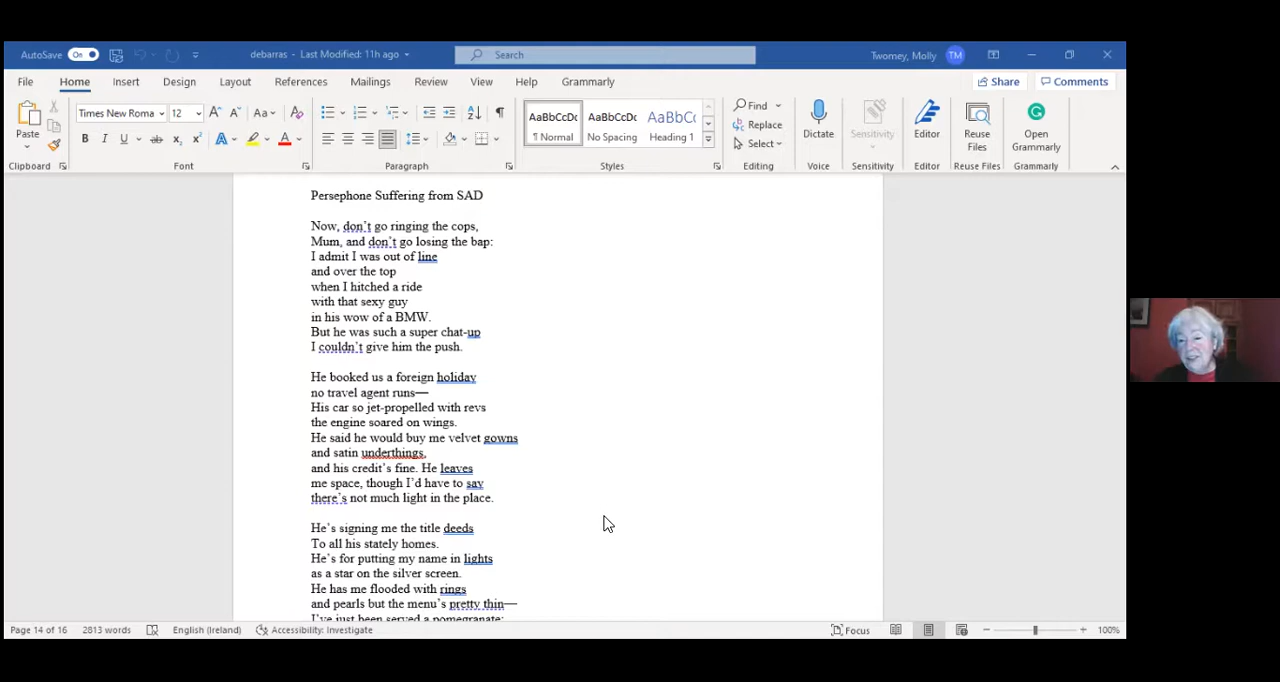 AutoSave On debarras - Last Modified: 11h ago Search Twomey, Molly TM
File Home Insert Design Layout References Mailings Review View Help Grammarly Share Comments
Times New Roma 12 Aa AaBbCcDc AaBbCcDc AaBbCc Find
Paste Replace Dictate Sensitivity Editor Reuse Files Open Grammarly
B I U ab x₂ x² A A ¶ Normal No Spacing Heading 1 Select
Clipboard Font Paragraph Styles Editing Voice Sensitivity Editor Reuse Files Grammarly
Persephone Suffering from SAD
Now, don’t go ringing the cops,
Mum, and don’t go losing the bap:
I admit I was out of line
and over the top
when I hitched a ride
with that sexy guy
in his wow of a BMW.
But he was such a super chat-up
I couldn’t give him the push.
He booked us a foreign holiday
no travel agent runs—
His car so jet-propelled with revs
the engine soared on wings.
He said he would buy me velvet gowns
and satin underthings,
and his credit’s fine. He leaves
me space, though I’d have to say
there’s not much light in the place.
He’s signing me the title deeds
To all his stately homes.
He’s for putting my name in lights
as a star on the silver screen.
He has me flooded with rings
and pearls but the menu’s pretty thin—
I’ve just been served a pomegranate:
Page 14 of 16 2813 words English (Ireland) Accessibility: Investigate Focus 100%